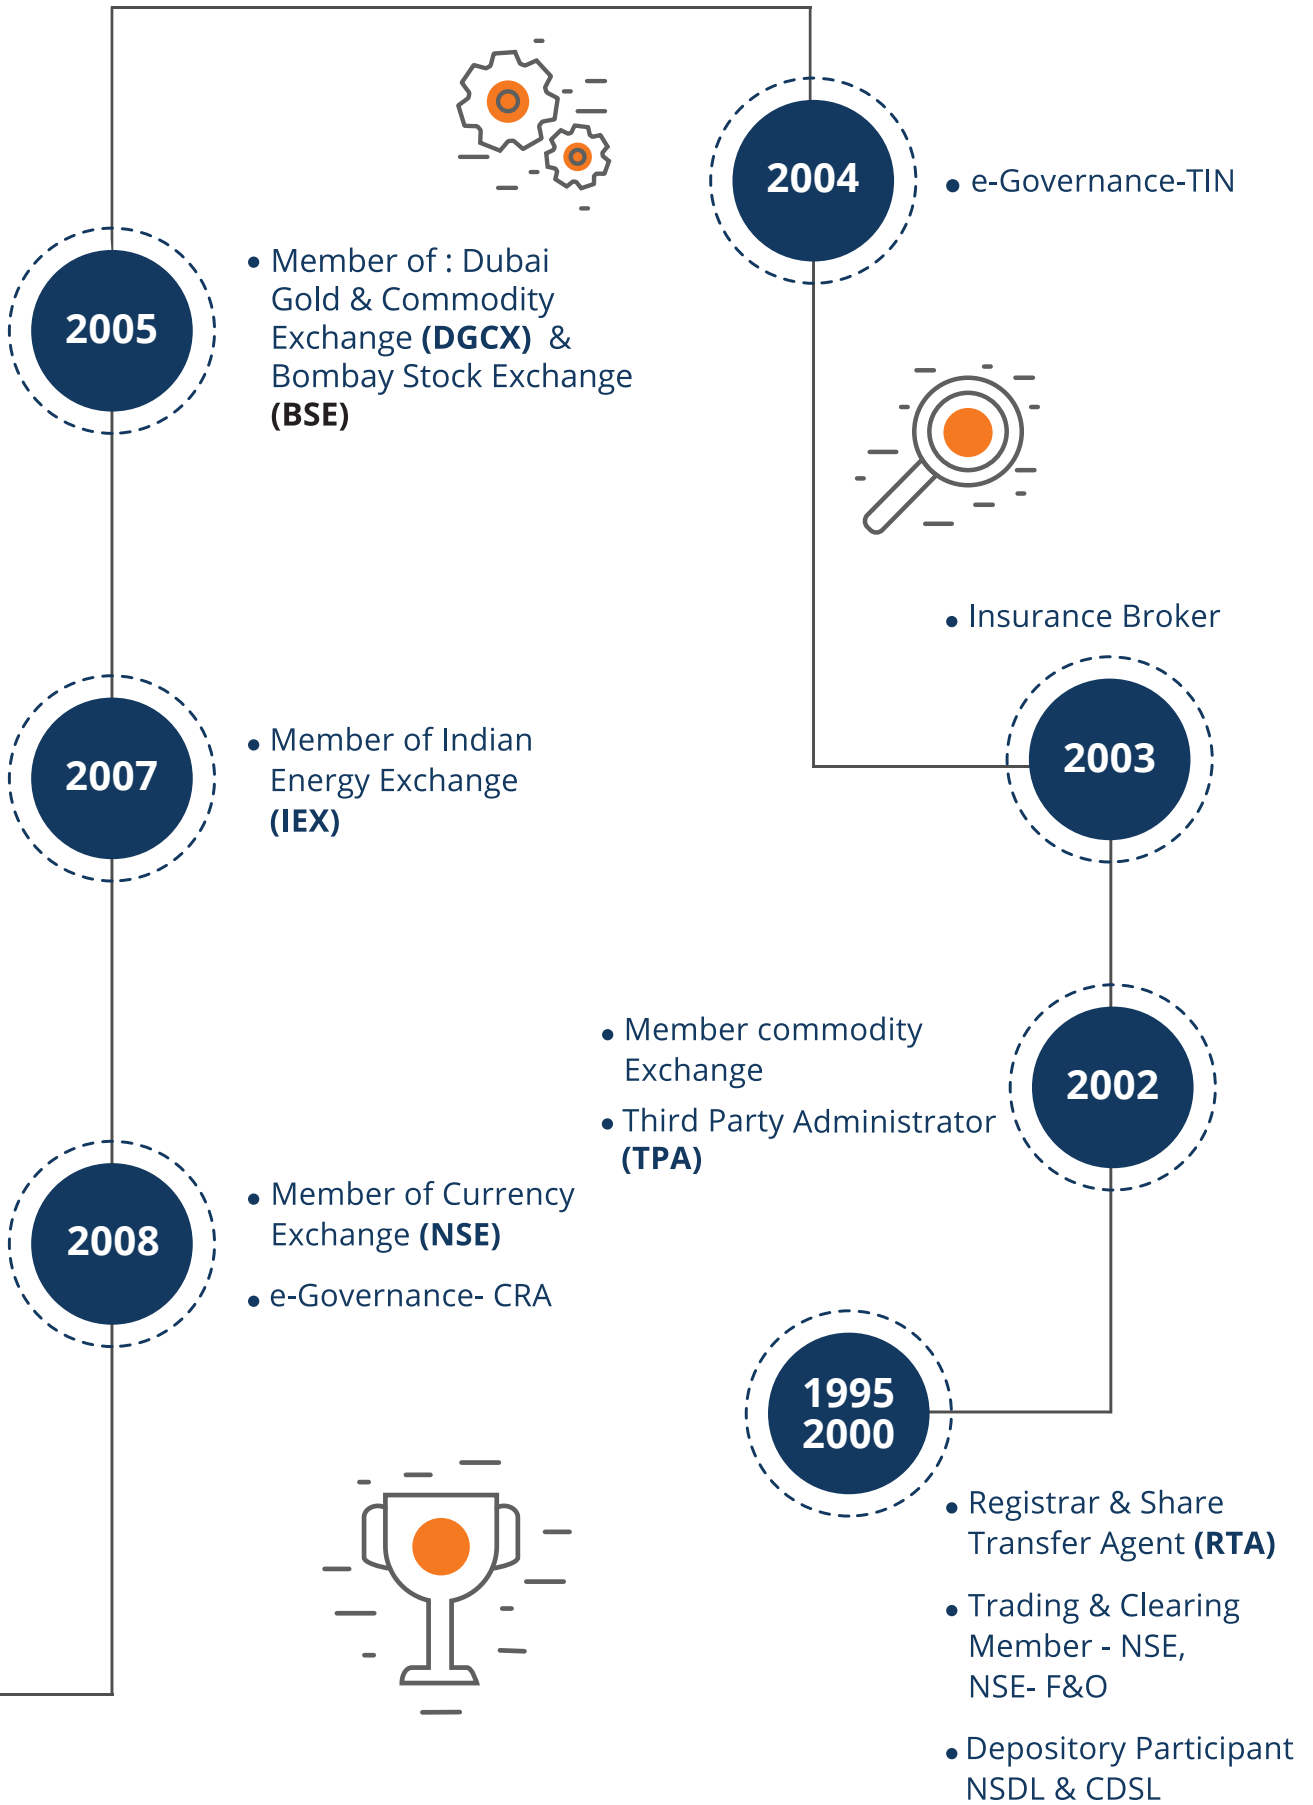 2004
• e-Governance-TIN
2005
• Member of : Dubai
Gold & Commodity
Exchange (DGCX) &
Bombay Stock Exchange
(BSE)
• Insurance Broker
2003
2007
• Member of Indian
Energy Exchange
(IEX)
• Member commodity
Exchange
• Third Party Administrator
(TPA)
2002
2008
• Member of Currency
Exchange (NSE)
• e-Governance- CRA
1995
2000
• Registrar & Share
Transfer Agent (RTA)
• Trading & Clearing
Member - NSE,
NSE- F&O
• Depository Participant
NSDL & CDSL